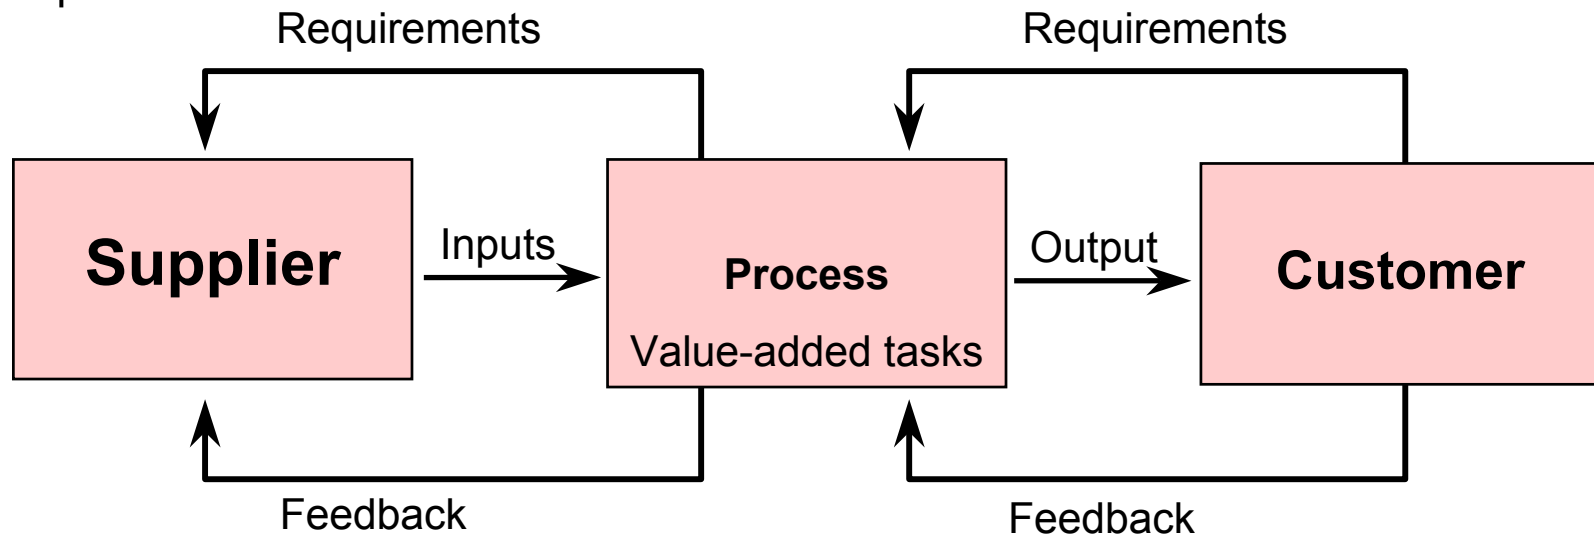 Requirements
Requirements
Supplier
Inputs
Process
Value-added tasks
Output
Customer
Feedback
Feedback